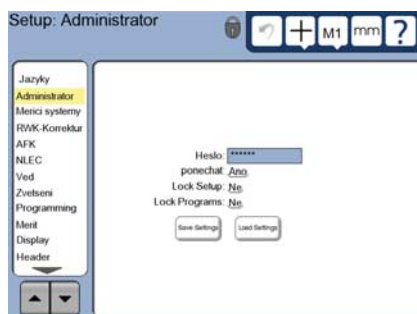 Setup: Administrator
M1 mm ?
Jazyky
Administrator
Merici systemy
RWK-Korrektur
AFK
NLEC
Ved
Zvetseni
Programming
Merit
Display
Header
Heslo: ******
ponechat: Ano
Lock Setup: Ne
Lock Programs: Ne
Save Settings Load Settings